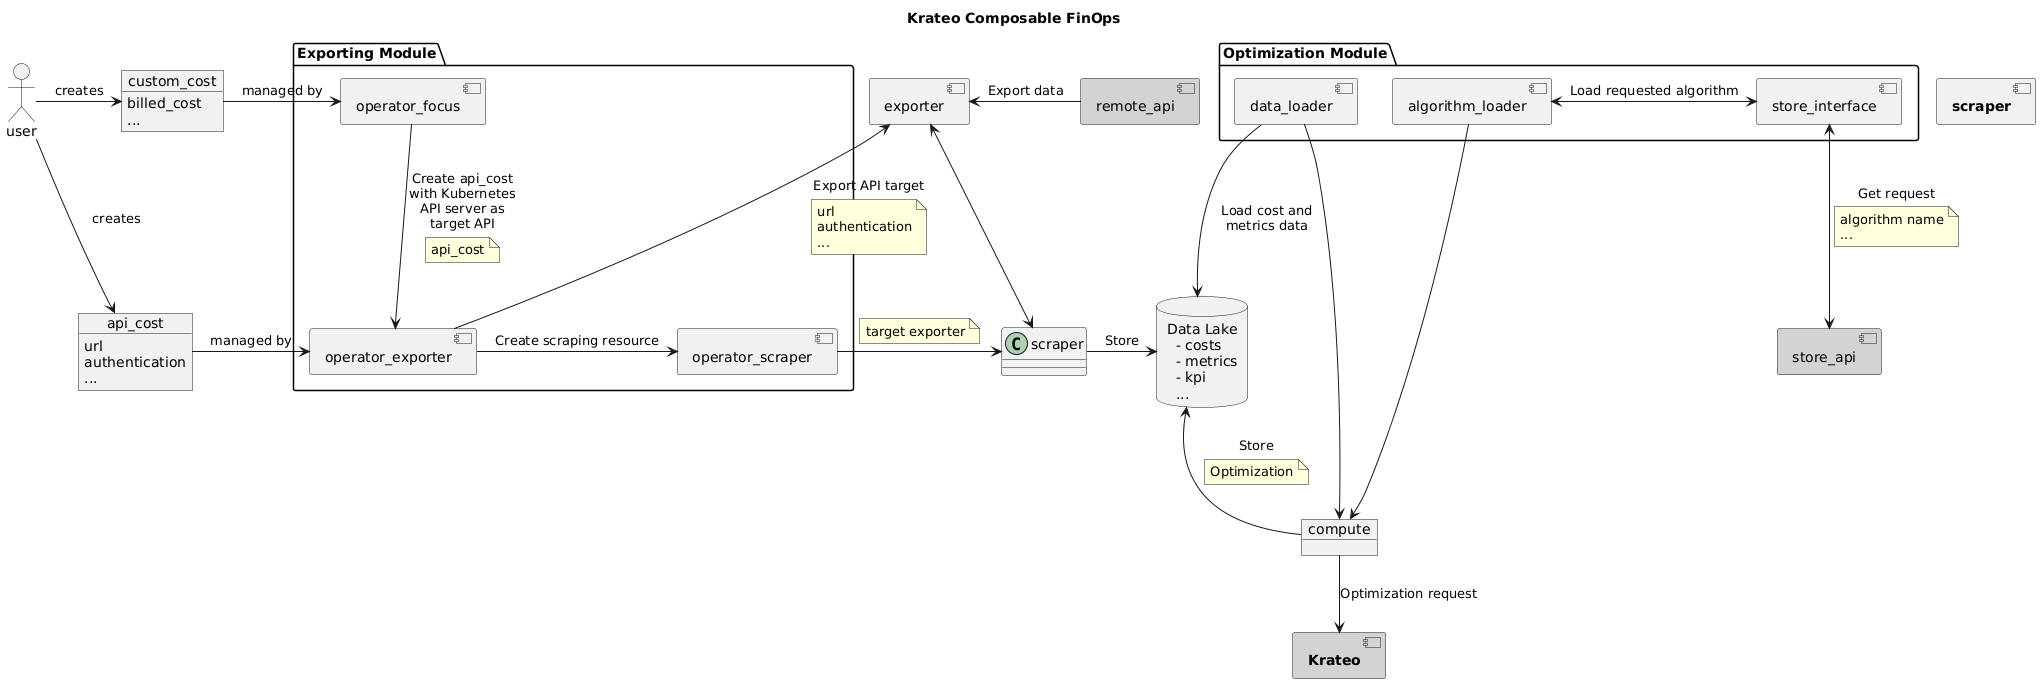 Krateo Composable FinOps
Exporting Module
Optimization Module
user
creates
custom_cost
billed_cost
...
managed by
operator_focus
exporter
Export data
remote_api
data_loader
algorithm_loader
Load requested algorithm
store_interface
scraper
creates
Create api_cost
with Kubernetes
API server as
target API
api_cost
Export API target
url
authentication
...
Load cost and
metrics data
Get request
algorithm name
...
api_cost
url
authentication
...
managed by
operator_exporter
Create scraping resource
operator_scraper
target exporter
C
scraper
Store
Data Lake
- costs
- metrics
- kpi
...
store_api
Store
Optimization
compute
Optimization request
Krateo